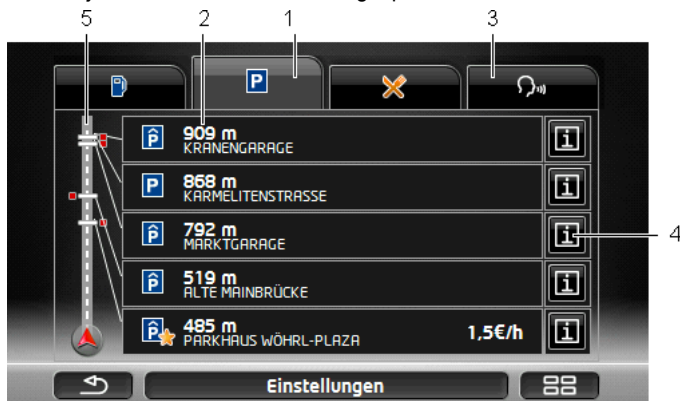 5 2 1 3
P
P 909 m
KRANENGARAGE i
P 868 m
KARMELITENSTRASSE i
P 792 m
MARKTGARAGE i 4
P 519 m
ALTE MAINBRÜCKE i
P 485 m 1,5€/h
PARKHAUS WÖHRL-PLAZA i
Einstellungen